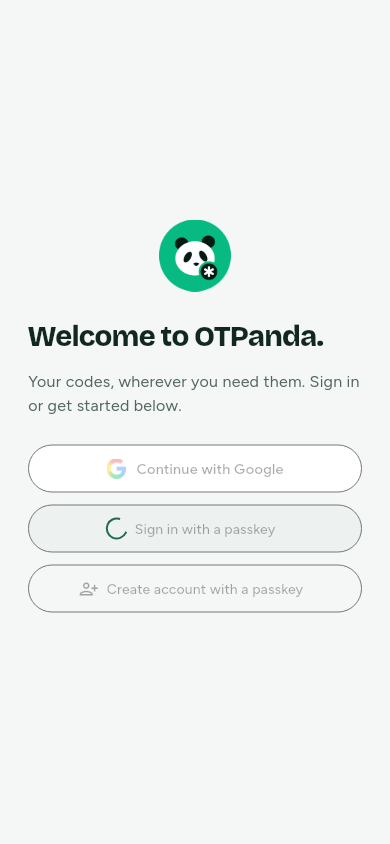 Welcome to OTPanda.
Your codes, wherever you need them. Sign in
or get started below.
Continue with Google
Sign in with a passkey
Create account with a passkey